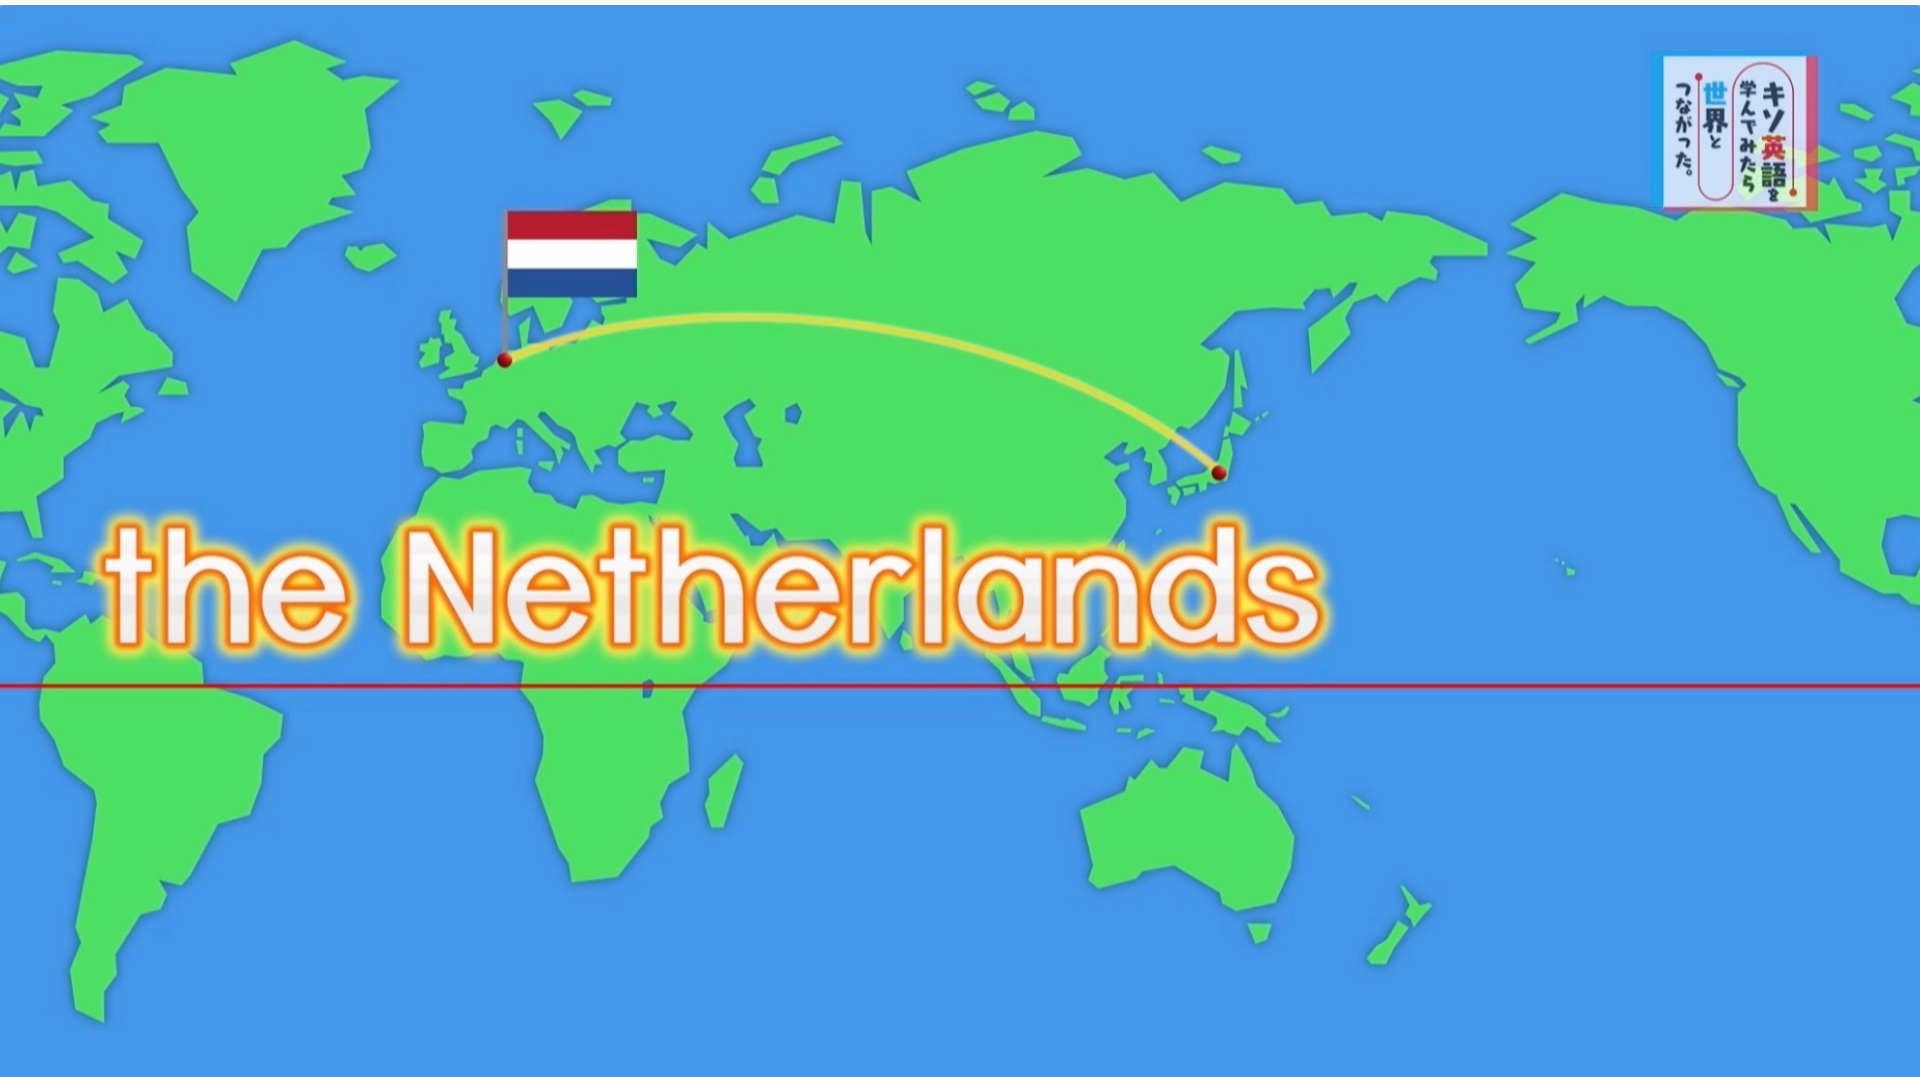 キソ英語を
学んでみたら
世界と
つながった。
the Netherlands